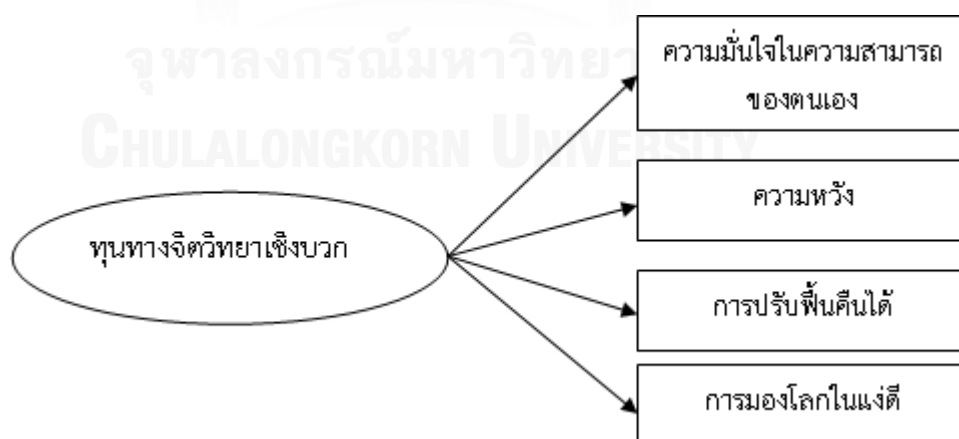 จุฬาลงกรณ์มหาวิทยา
CHULALONGKORN UNIVERSITY
ความมั่นใจในความสามารถ
ของตนเอง
ความหวัง
ทุนทางจิตวิทยาเชิงบวก
การปรับฟื้นคืนได้
การมองโลกในแง่ดี